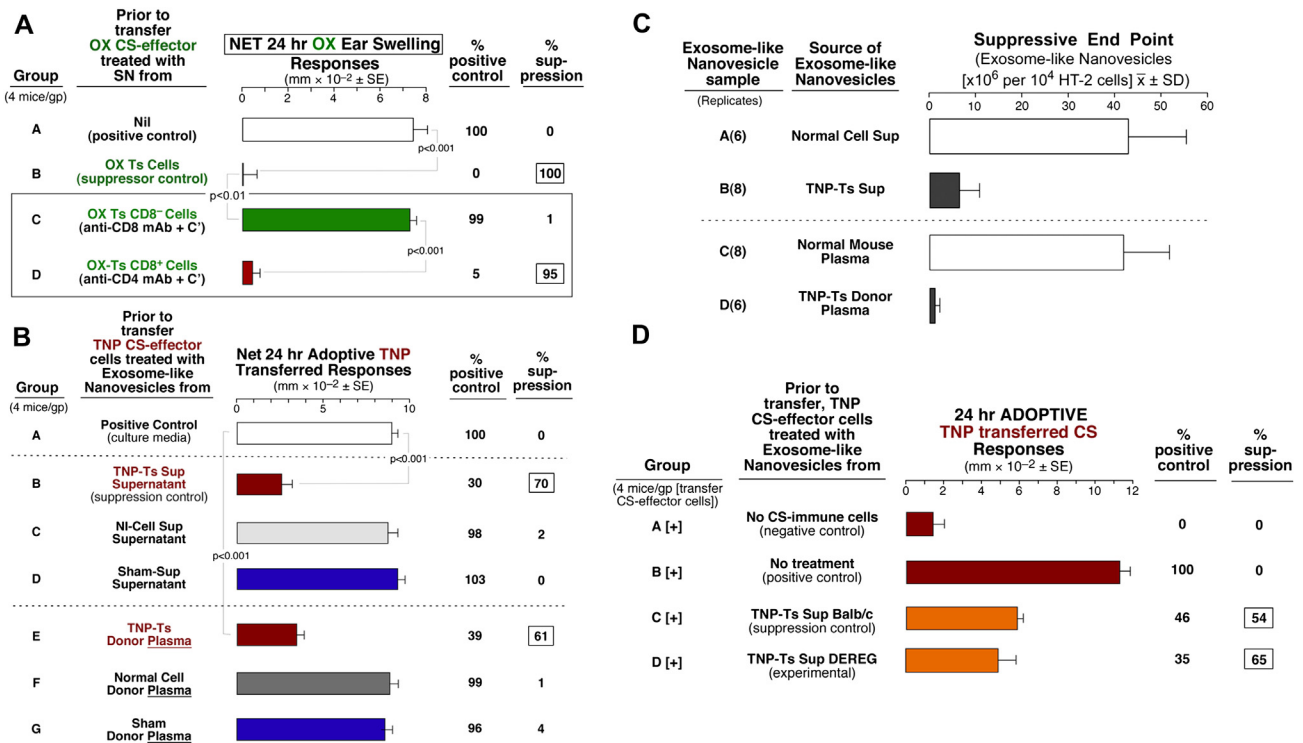 A
Prior to
transfer
OX CS-effector
treated with
SN from
Group
(4 mice/gp)
NET 24 hr OX Ear Swelling
Responses
(mm × 10⁻² ± SE)
%
positive
control
%
sup-
pression
0 2 4 6 8
A Nil (positive control) 100 0
p<0.001
B OX Ts Cells (suppressor control) 0 100
p<0.01
C OX Ts CD8⁻ Cells (anti-CD8 mAb + C') 99 1
p<0.001
D OX-Ts CD8⁺ Cells (anti-CD4 mAb + C') 5 95
B
Prior to
transfer
TNP CS-effector
cells treated with
Exosome-like
Nanovesicles from
Group
(4 mice/gp)
Net 24 hr Adoptive TNP
Transferred Responses
(mm × 10⁻² ± SE)
%
positive
control
%
sup-
pression
0 5 10
A Positive Control (culture media) 100 0
p<0.001
B TNP-Ts Sup Supernatant (suppression control) 30 70
C NI-Cell Sup Supernatant 98 2
p<0.001
D Sham-Sup Supernatant 103 0
E TNP-Ts Donor Plasma 39 61
F Normal Cell Donor Plasma 99 1
G Sham Donor Plasma 96 4
C
Exosome-like
Nanovesicle
sample
(Replicates)
Source of
Exosome-like
Nanovesicles
Suppressive End Point
(Exosome-like Nanovesicles
[x10⁶ per 10⁴ HT-2 cells] x̅ ± SD)
0 10 20 30 40 50 60
A(6) Normal Cell Sup
B(8) TNP-Ts Sup
C(8) Normal Mouse Plasma
D(6) TNP-Ts Donor Plasma
D
Prior to
transfer, TNP
CS-effector cells
treated with
Exosome-like
Nanovesicles from
Group
(4 mice/gp [transfer
CS-effector cells])
24 hr ADOPTIVE
TNP transferred CS
Responses
(mm × 10⁻² ± SE)
%
positive
control
%
sup-
pression
0 2 4 6 8 10 12
A [+] No CS-immune cells (negative control) 0 0
B [+] No treatment (positive control) 100 0
C [+] TNP-Ts Sup Balb/c (suppression control) 46 54
D [+] TNP-Ts Sup DEREG (experimental) 35 65